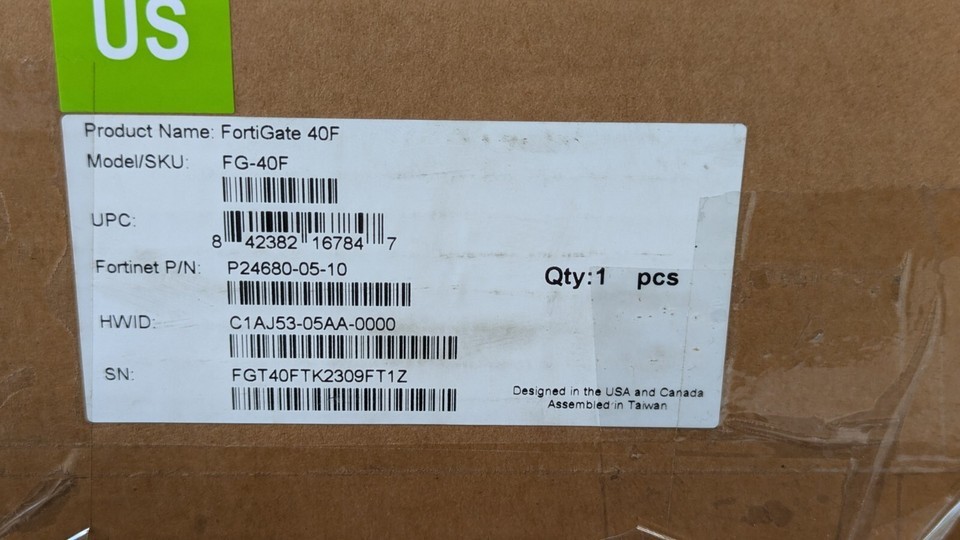 US
Product Name: FortiGate 40F
Model/SKU: FG-40F
UPC:
8 42382 16784 7
Fortinet P/N: P24680-05-10
Qty:1 pcs
HWID: C1AJ53-05AA-0000
SN: FGT40FTK2309FT1Z
Designed in the USA and Canada
Assembled in Taiwan